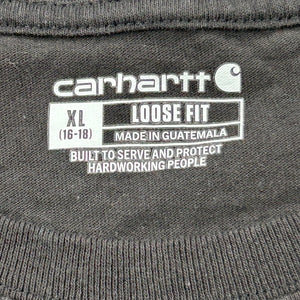 carhartt
XL LOOSE FIT
(16-18) MADE IN GUATEMALA
BUILT TO SERVE AND PROTECT
HARDWORKING PEOPLE